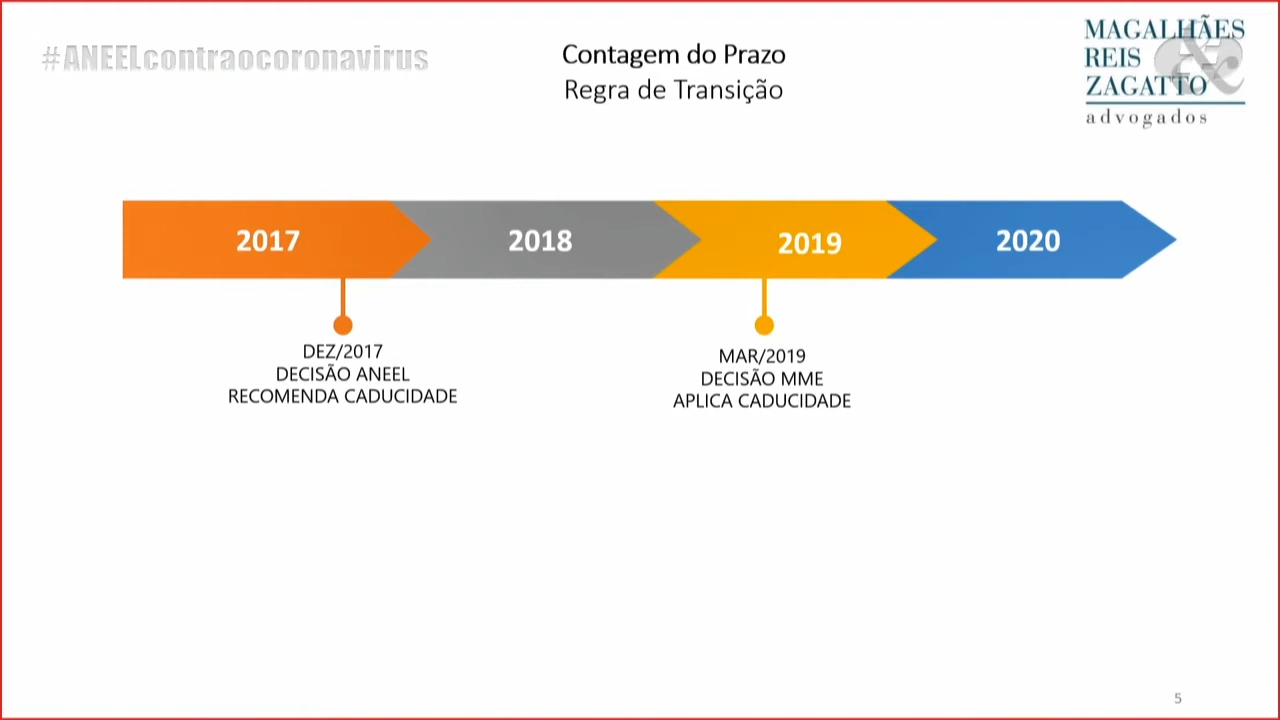 #ANEELcontraocoronavirus
Contagem do Prazo
Regra de Transição
MAGALHÃES
REIS
ZAGATTO
&
advogados
2017
2018
2019
2020
DEZ/2017
DECISÃO ANEEL
RECOMENDA CADUCIDADE
MAR/2019
DECISÃO MME
APLICA CADUCIDADE
5